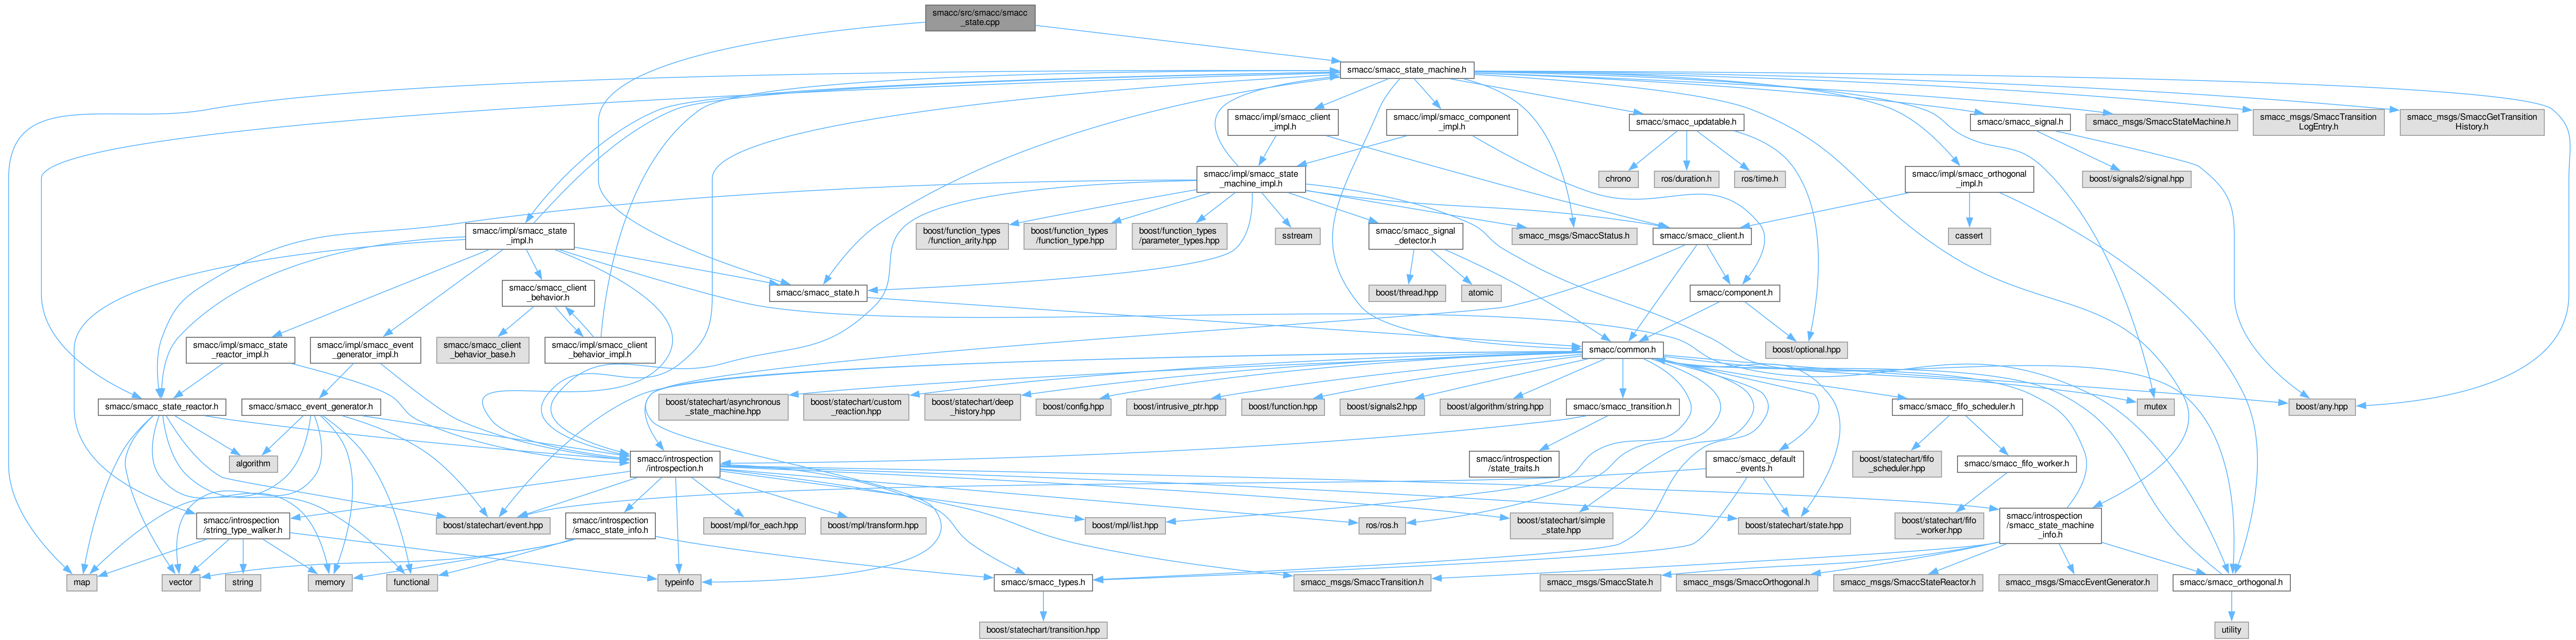 smacc/src/smacc/smacc
_state.cpp
smacc/smacc_state_machine.h
smacc/impl/smacc_client
_impl.h
smacc/impl/smacc_component
_impl.h
smacc/smacc_updatable.h
smacc/smacc_signal.h
smacc_msgs/SmaccStateMachine.h
smacc_msgs/SmaccTransition
LogEntry.h
smacc_msgs/SmaccGetTransition
History.h
smacc/impl/smacc_state
_machine_impl.h
chrono
ros/duration.h
ros/time.h
smacc/impl/smacc_orthogonal
_impl.h
boost/signals2/signal.hpp
smacc/impl/smacc_state
_impl.h
boost/function_types
/function_arity.hpp
boost/function_types
/function_type.hpp
boost/function_types
/parameter_types.hpp
sstream
smacc/smacc_signal
_detector.h
smacc_msgs/SmaccStatus.h
smacc/smacc_client.h
cassert
smacc/smacc_client
_behavior.h
smacc/smacc_state.h
boost/thread.hpp
atomic
smacc/component.h
smacc/impl/smacc_state
_reactor_impl.h
smacc/impl/smacc_event
_generator_impl.h
smacc/smacc_client
_behavior_base.h
smacc/impl/smacc_client
_behavior_impl.h
smacc/common.h
boost/optional.hpp
smacc/smacc_state_reactor.h
smacc/smacc_event_generator.h
boost/statechart/asynchronous
_state_machine.hpp
boost/statechart/custom
_reaction.hpp
boost/statechart/deep
_history.hpp
boost/config.hpp
boost/intrusive_ptr.hpp
boost/function.hpp
boost/signals2.hpp
boost/algorithm/string.hpp
smacc/smacc_transition.h
smacc/smacc_fifo_scheduler.h
mutex
boost/any.hpp
algorithm
smacc/introspection
/introspection.h
smacc/introspection
/state_traits.h
smacc/smacc_default
_events.h
boost/statechart/fifo
_scheduler.hpp
smacc/smacc_fifo_worker.h
smacc/introspection
/string_type_walker.h
boost/statechart/event.hpp
smacc/introspection
/smacc_state_info.h
boost/mpl/for_each.hpp
boost/mpl/transform.hpp
boost/mpl/list.hpp
ros/ros.h
boost/statechart/simple
_state.hpp
boost/statechart/state.hpp
boost/statechart/fifo
_worker.hpp
smacc/introspection
/smacc_state_machine
_info.h
map
vector
string
memory
functional
typeinfo
smacc/smacc_types.h
smacc_msgs/SmaccTransition.h
smacc_msgs/SmaccState.h
smacc_msgs/SmaccOrthogonal.h
smacc_msgs/SmaccStateReactor.h
smacc_msgs/SmaccEventGenerator.h
smacc/smacc_orthogonal.h
boost/statechart/transition.hpp
utility